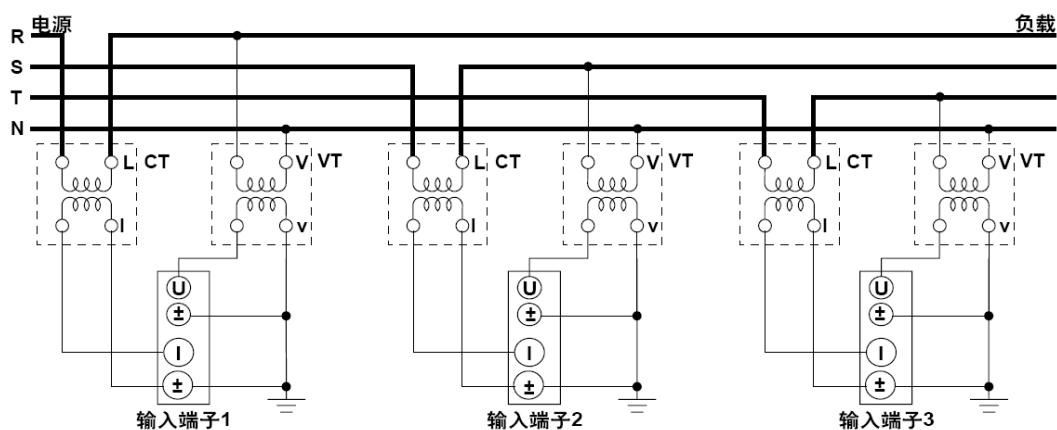 电源 负载
R
S
T
N
L CT V VT L CT V VT L CT V VT
l v l v l v
U U U
± ± ±
I I I
± ± ±
输入端子1 输入端子2 输入端子3